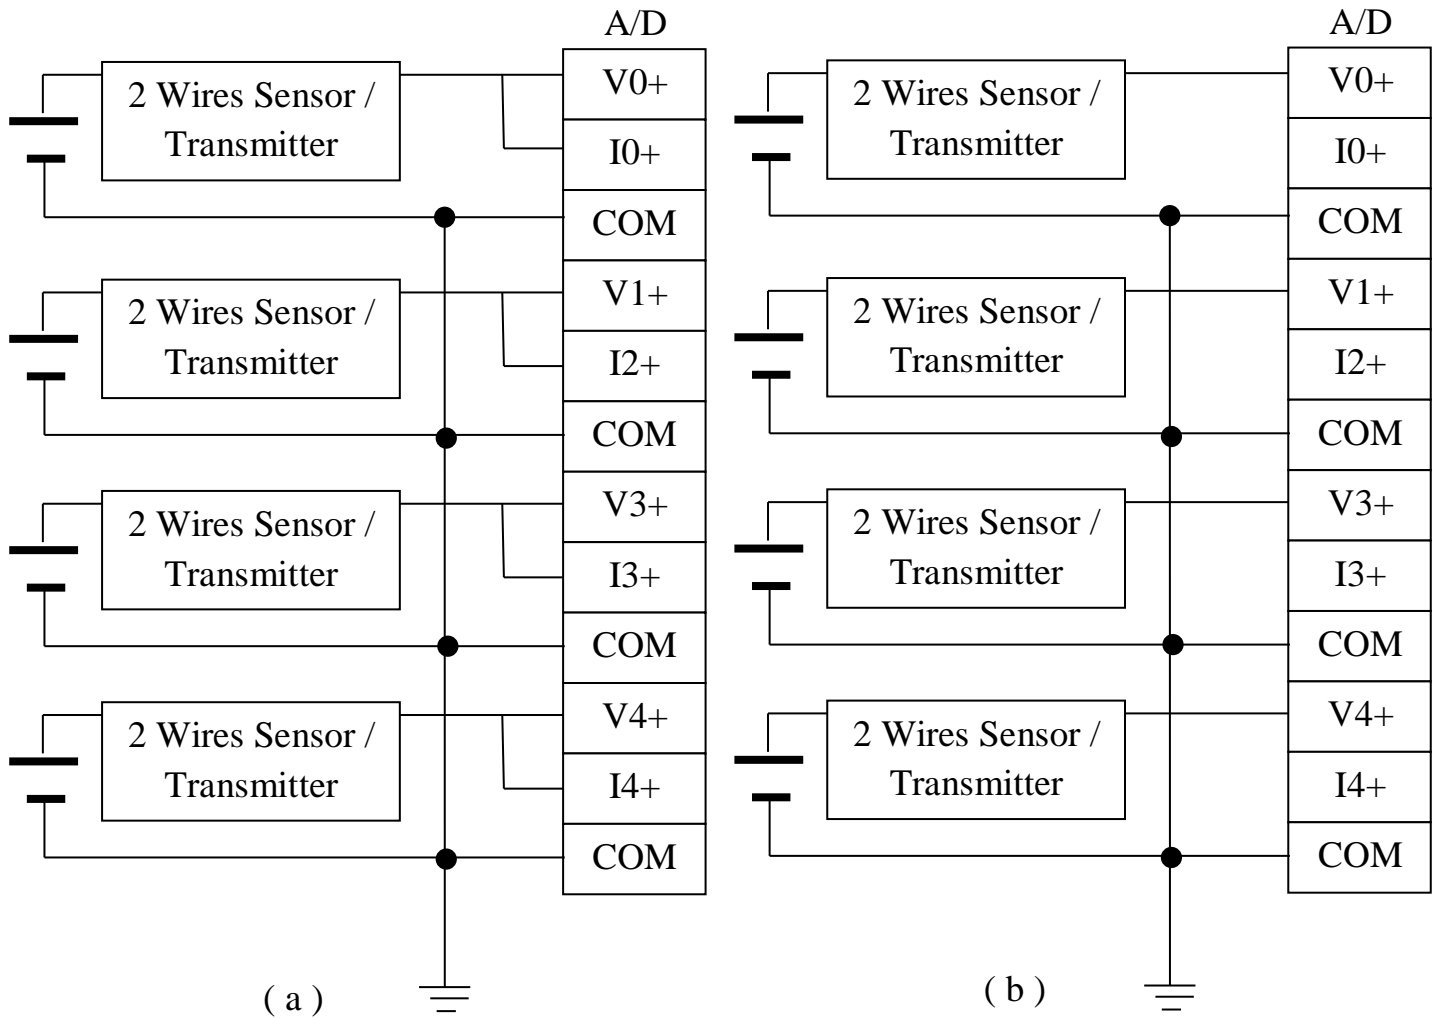 A/D
2 Wires Sensor /
Transmitter
V0+
I0+
COM
2 Wires Sensor /
Transmitter
V1+
I2+
COM
2 Wires Sensor /
Transmitter
V3+
I3+
COM
2 Wires Sensor /
Transmitter
V4+
I4+
COM
( a )
A/D
2 Wires Sensor /
Transmitter
V0+
I0+
COM
2 Wires Sensor /
Transmitter
V1+
I2+
COM
2 Wires Sensor /
Transmitter
V3+
I3+
COM
2 Wires Sensor /
Transmitter
V4+
I4+
COM
( b )